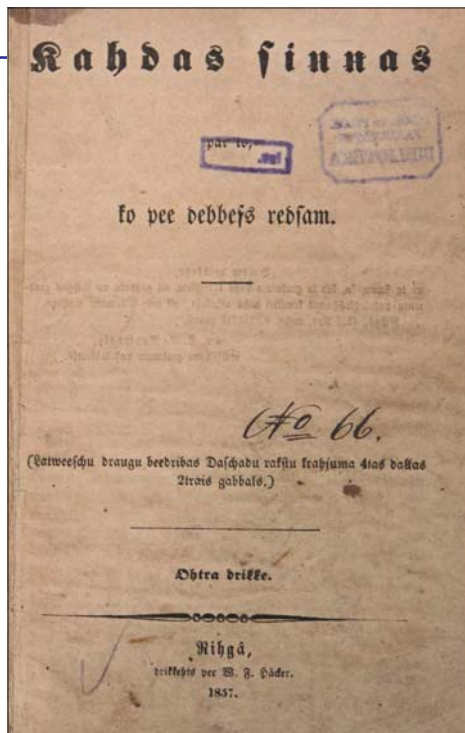 Kahdas sinnas
par to,
ko pee debbeſs redſam.
No 66.
(Latweeſchu draugu beedribas Daſchadu rakſtu krahjuma 4tas daļļas
2trais gabbals.)
Ohtra drikke.
Rihgâ,
drikkehts pee W. F. Häcker.
1857.